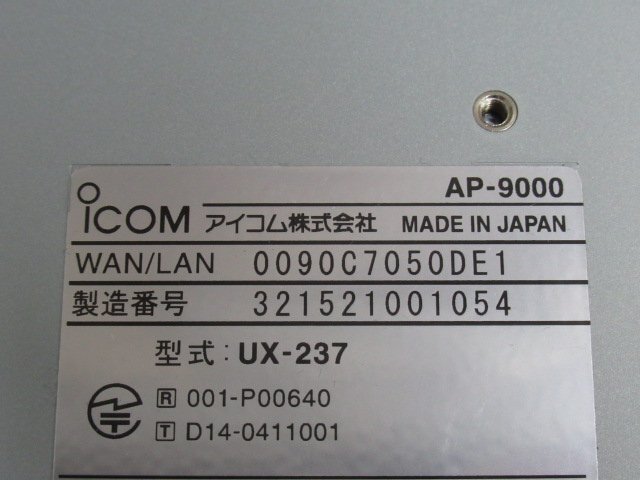 AP-9000
ICOM アイコム株式会社 MADE IN JAPAN
WAN/LAN 0090C7050DE1
製造番号 321521001054
型式：UX-237
R 001-P00640
T D14-0411001